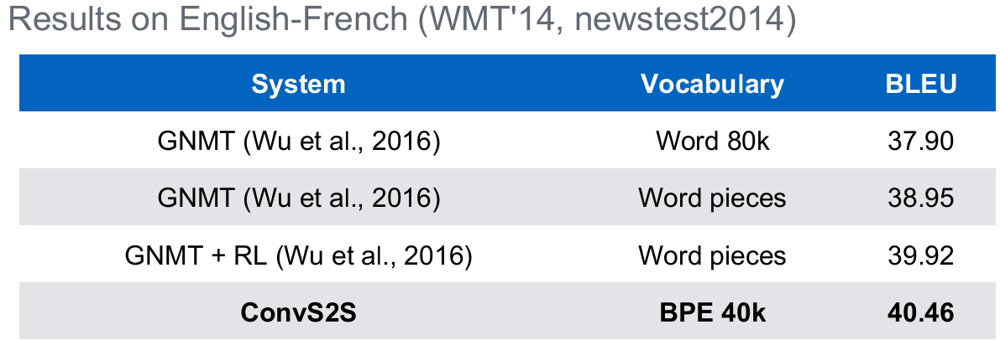 Results on English-French (WMT'14, newstest2014)
System Vocabulary BLEU
GNMT (Wu et al., 2016) Word 80k 37.90
GNMT (Wu et al., 2016) Word pieces 38.95
GNMT + RL (Wu et al., 2016) Word pieces 39.92
ConvS2S BPE 40k 40.46